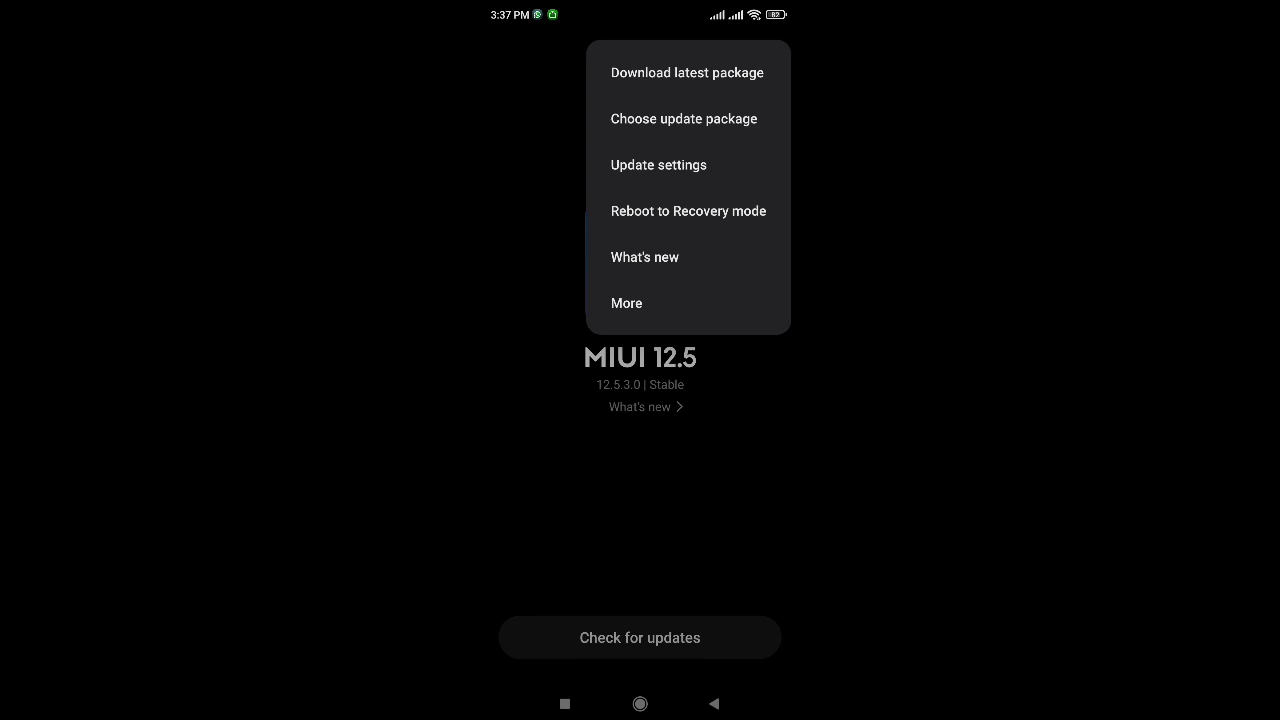 3:37 PM
82
Download latest package
Choose update package
Update settings
Reboot to Recovery mode
What's new
More
MIUI 12.5
12.5.3.0 | Stable
What's new
Check for updates